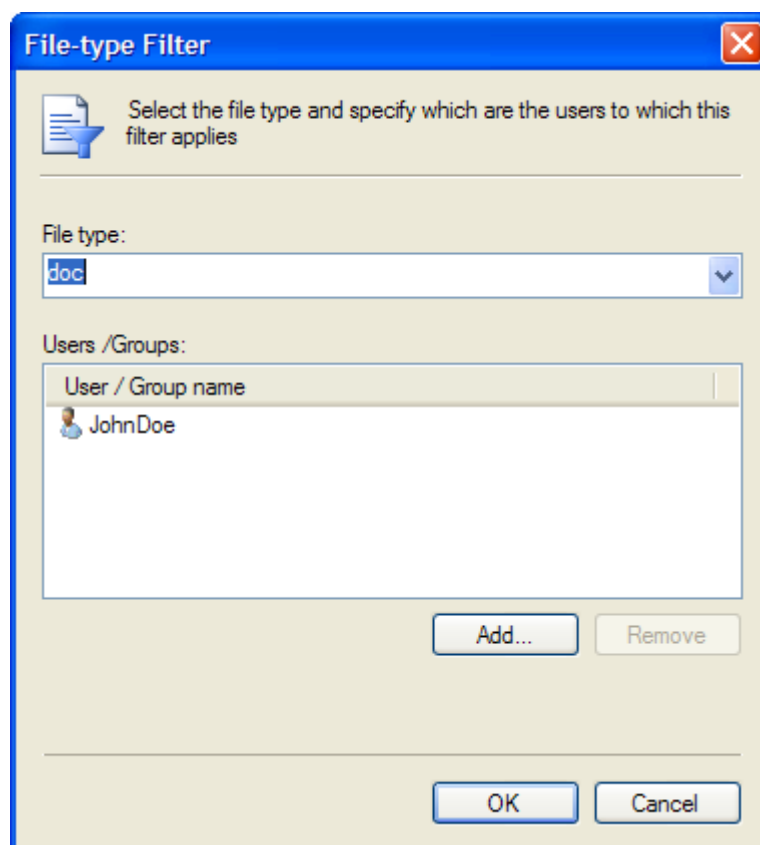 File-type Filter
Select the file type and specify which are the users to which this
filter applies
File type:
doc
Users /Groups:
User / Group name
JohnDoe
Add...
Remove
OK
Cancel